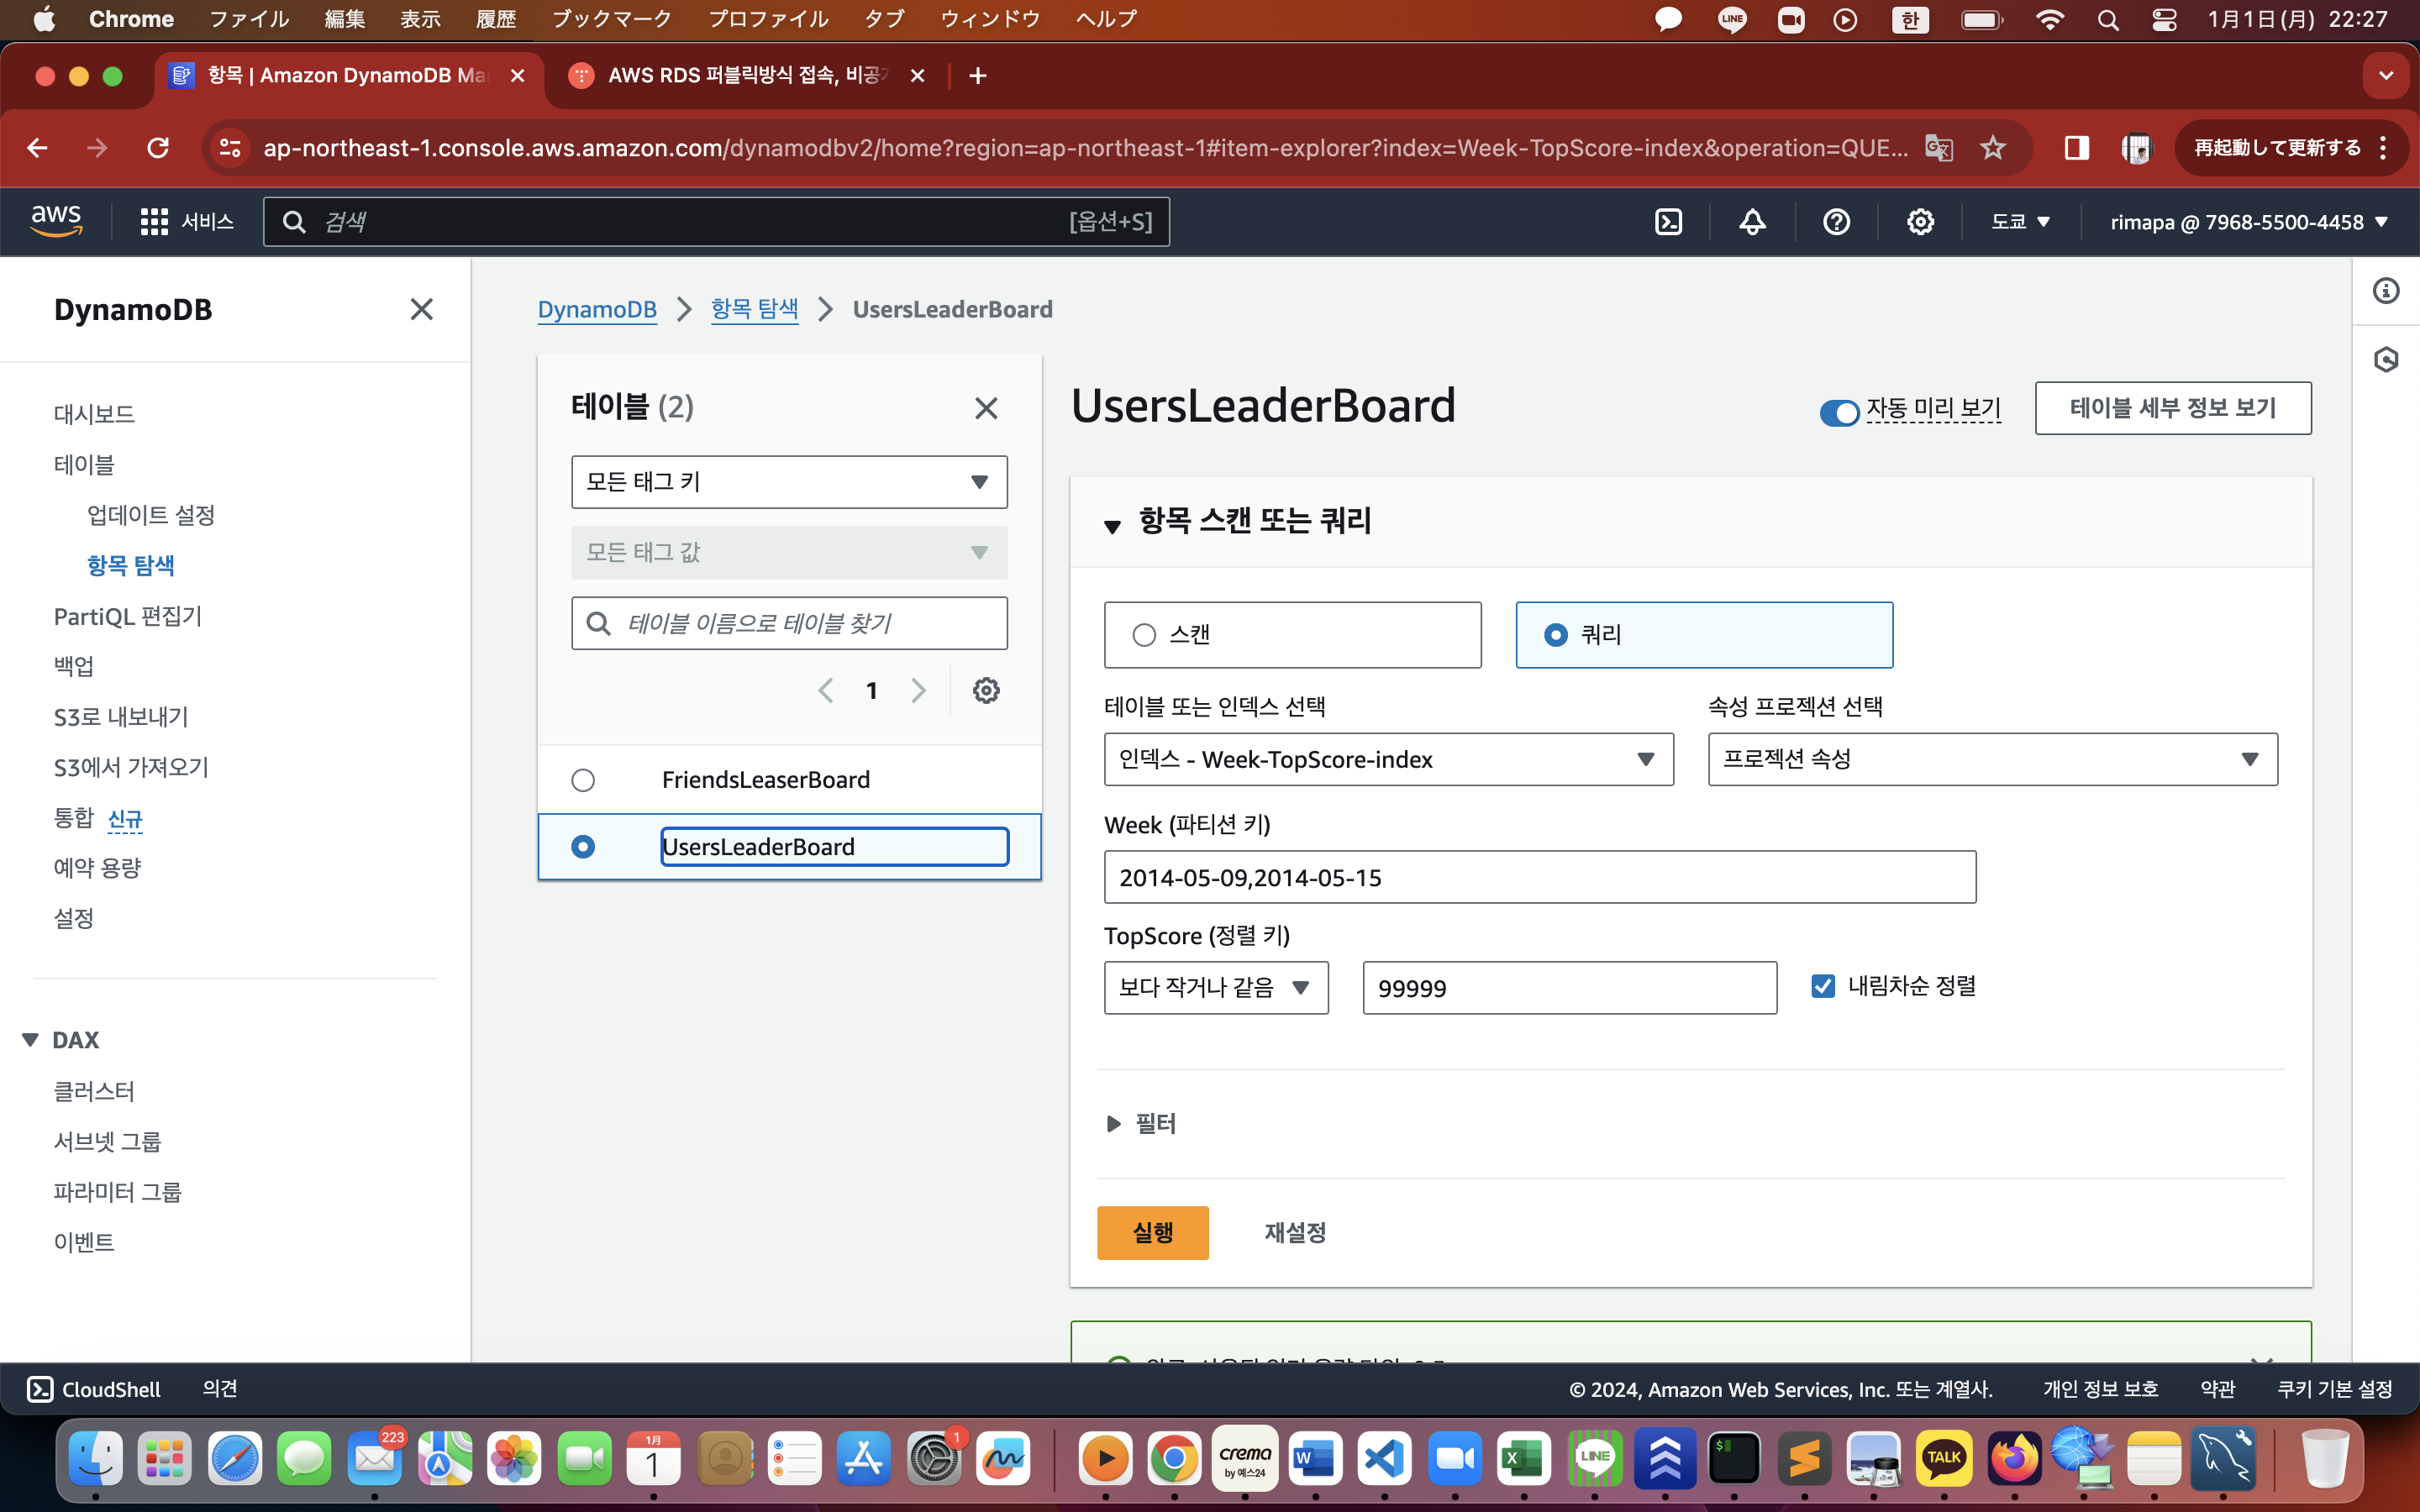 Chrome ファイル 編集 表示 履歴 ブックマーク プロファイル タブ ウィンドウ ヘルプ
LINE 한 1月1日(月) 22:27
항목 | Amazon DynamoDB Ma
AWS RDS 퍼블릭방식 접속, 비공
ap-northeast-1.console.aws.amazon.com/dynamodbv2/home?region=ap-northeast-1#item-explorer?index=Week-TopScore-index&operation=QUE...
再起動して更新する
aws 서비스 검색 [옵션+S] 도쿄 rimapa @ 7968-5500-4458
DynamoDB
대시보드
테이블
업데이트 설정
항목 탐색
PartiQL 편집기
백업
S3로 내보내기
S3에서 가져오기
통합 신규
예약 용량
설정
DAX
클러스터
서브넷 그룹
파라미터 그룹
이벤트
DynamoDB 항목 탐색 UsersLeaderBoard
테이블 (2)
모든 태그 키
모든 태그 값
테이블 이름으로 테이블 찾기
1
FriendsLeaserBoard
UsersLeaderBoard
UsersLeaderBoard
자동 미리 보기
테이블 세부 정보 보기
항목 스캔 또는 쿼리
스캔
쿼리
테이블 또는 인덱스 선택
인덱스 - Week-TopScore-index
속성 프로젝션 선택
프로젝션 속성
Week (파티션 키)
2014-05-09,2014-05-15
TopScore (정렬 키)
보다 작거나 같음
99999
내림차순 정렬
필터
실행
재설정
CloudShell 의견
© 2024, Amazon Web Services, Inc. 또는 계열사. 개인 정보 보호 약관 쿠키 기본 설정
223
1月
1
1
crema
by 예스24
W
X
LINE
$
TALK